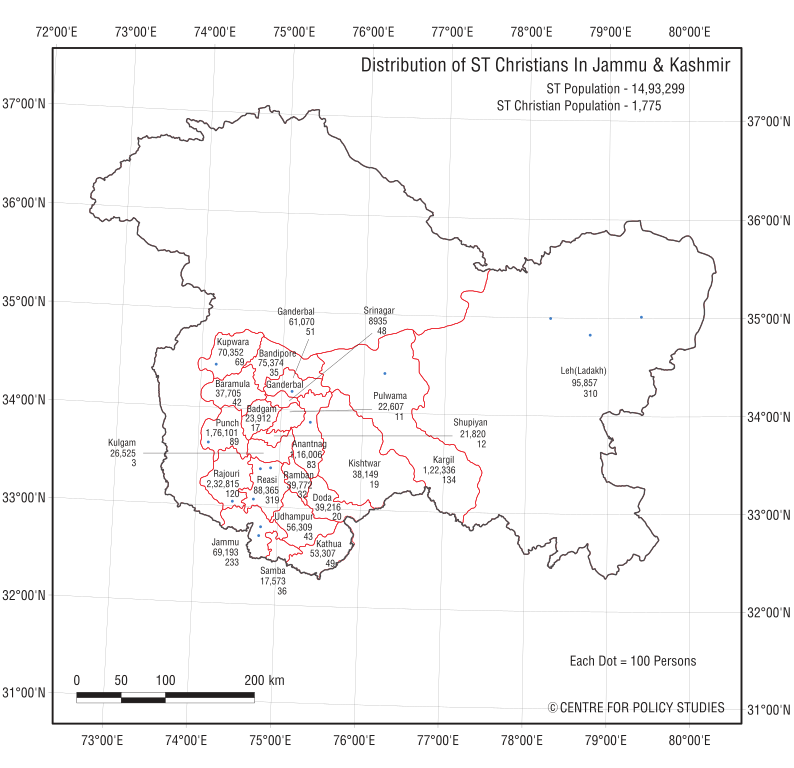 72°00'E 73°00'E 74°00'E 75°00'E 76°00'E 77°00'E 78°00'E 79°00'E 80°00'E
Distribution of ST Christians In Jammu & Kashmir
ST Population - 14,93,299
ST Christian Population - 1,775
37°00'N
37°00'N
36°00'N
36°00'N
35°00'N
35°00'N
Ganderbal
61,070
51
Srinagar
8935
48
Kupwara
70,352
69
Bandipore
75,374
35
Ganderbal
Baramula
37,705
42
Leh(Ladakh)
95,857
310
34°00'N
34°00'N
Pulwama
22,607
11
Badgam
23,912
17
Punch
1,76,101
89
Shupiyan
21,820
12
Kulgam
26,525
3
Anantnag
1,16,006
83
Kishtwar
38,149
19
Kargil
1,22,336
134
Rajouri
2,32,815
120
Reasi
88,365
319
Ramban
39,772
32
Doda
39,216
20
33°00'N
33°00'N
Udhampur
56,309
43
Jammu
69,193
233
Kathua
53,307
49
Samba
17,573
36
32°00'N
32°00'N
Each Dot = 100 Persons
0 50 100 200 km
31°00'N
31°00'N
© CENTRE FOR POLICY STUDIES
73°00'E 74°00'E 75°00'E 76°00'E 77°00'E 78°00'E 79°00'E 80°00'E